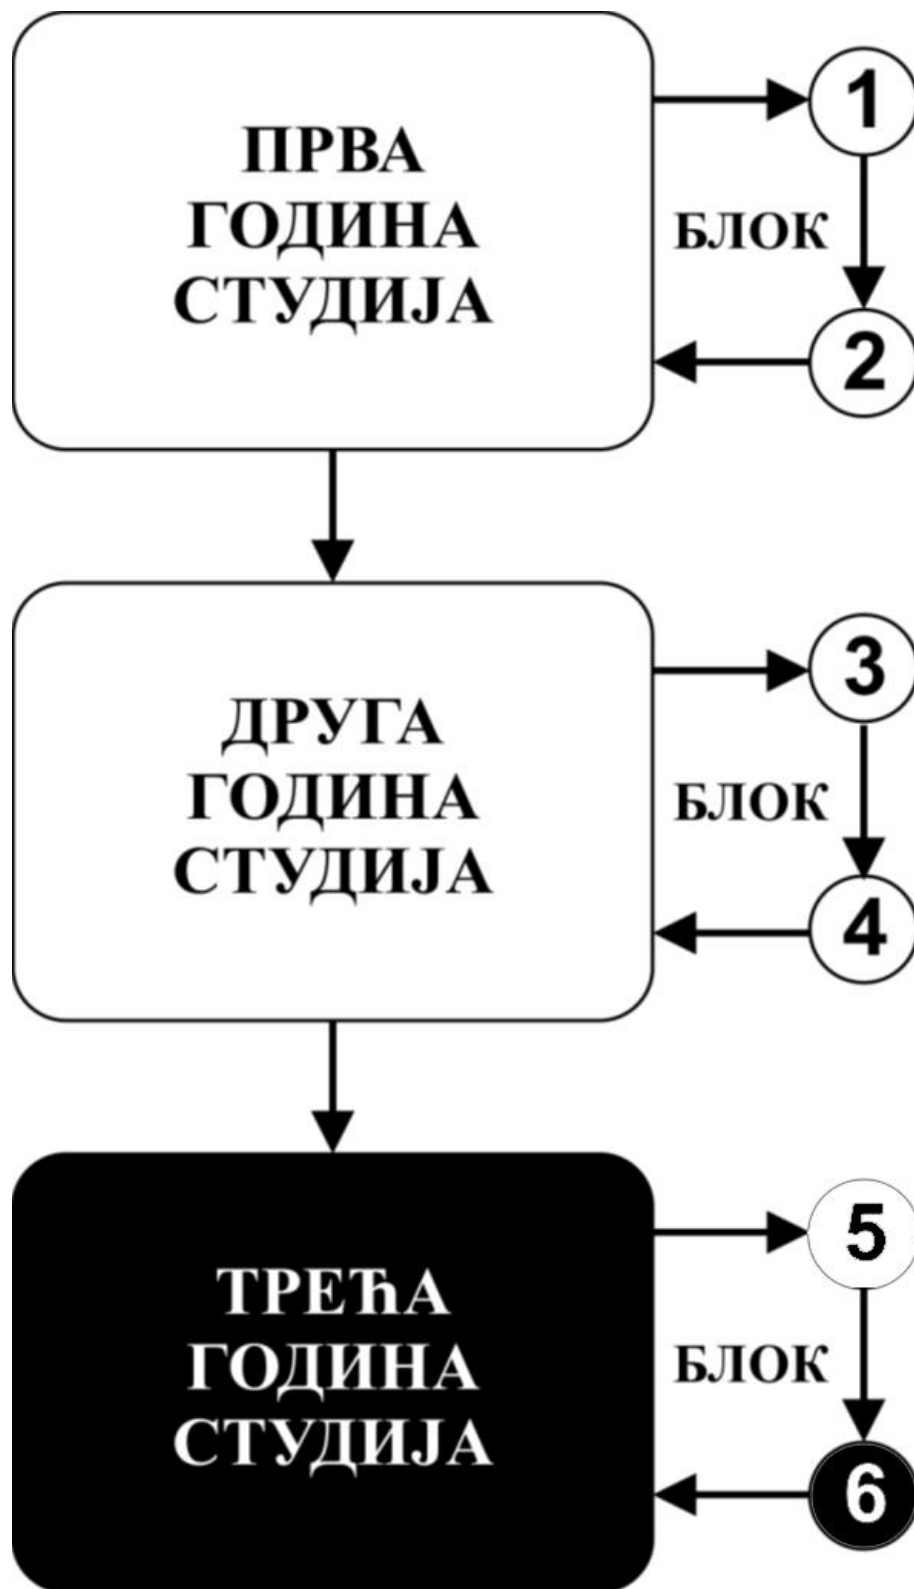 ПРВА
ГОДИНА
СТУДИЈА
1
БЛОК
2
ДРУГА
ГОДИНА
СТУДИЈА
3
БЛОК
4
ТРЕЋА
ГОДИНА
СТУДИЈА
5
БЛОК
6